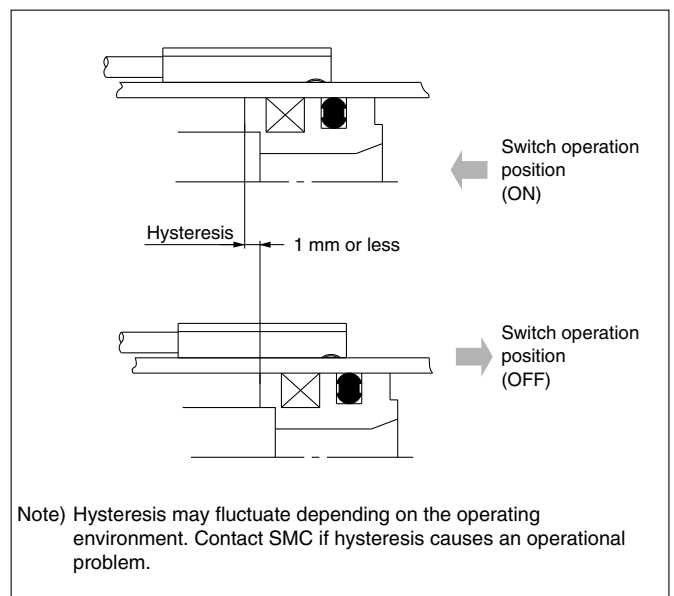 Switch operation
position
(ON)
Hysteresis
1 mm or less
Switch operation
position
(OFF)
Note) Hysteresis may fluctuate depending on the operating
environment. Contact SMC if hysteresis causes an operational
problem.